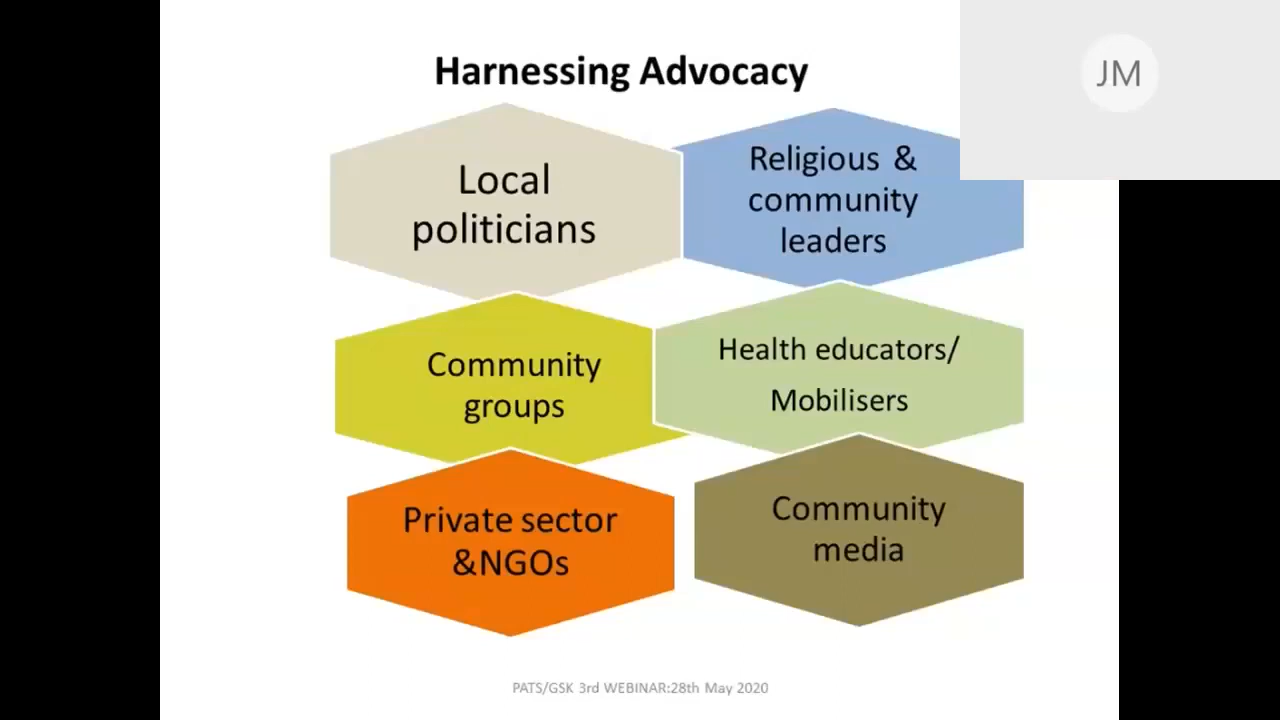 Harnessing Advocacy
JM
Local
politicians
Religious &
community
leaders
Community
groups
Health educators/
Mobilisers
Private sector
&NGOs
Community
media
PATS/GSK 3rd WEBINAR:28th May 2020